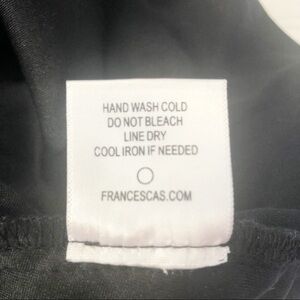 HAND WASH COLD
DO NOT BLEACH
LINE DRY
COOL IRON IF NEEDED
FRANCESCAS.COM